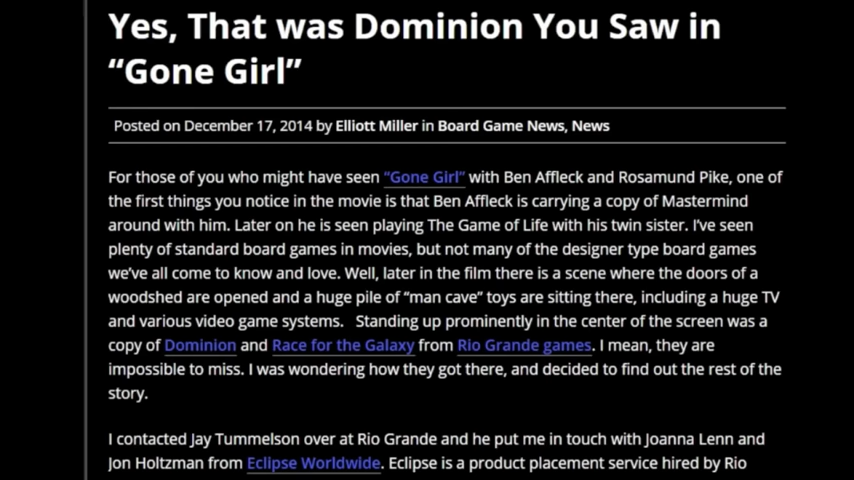 Yes, That was Dominion You Saw in
“Gone Girl”
Posted on December 17, 2014 by Elliott Miller in Board Game News, News
For those of you who might have seen “Gone Girl” with Ben Affleck and Rosamund Pike, one of
the first things you notice in the movie is that Ben Affleck is carrying a copy of Mastermind
around with him. Later on he is seen playing The Game of Life with his twin sister. I’ve seen
plenty of standard board games in movies, but not many of the designer type board games
we’ve all come to know and love. Well, later in the film there is a scene where the doors of a
woodshed are opened and a huge pile of “man cave” toys are sitting there, including a huge TV
and various video game systems. Standing up prominently in the center of the screen was a
copy of Dominion and Race for the Galaxy from Rio Grande games. I mean, they are
impossible to miss. I was wondering how they got there, and decided to find out the rest of the
story.
I contacted Jay Tummelson over at Rio Grande and he put me in touch with Joanna Lenn and
Jon Holtzman from Eclipse Worldwide. Eclipse is a product placement service hired by Rio